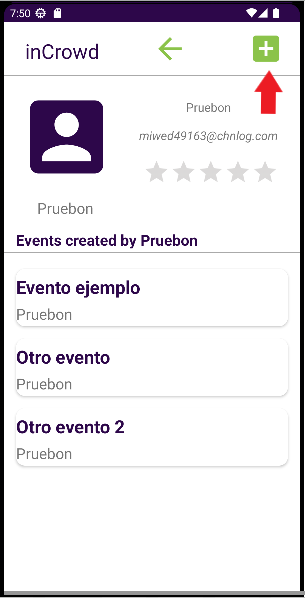 7:50
inCrowd
Pruebon
miwed49163@chnlog.com
Pruebon
Events created by Pruebon
Evento ejemplo
Pruebon
Otro evento
Pruebon
Otro evento 2
Pruebon